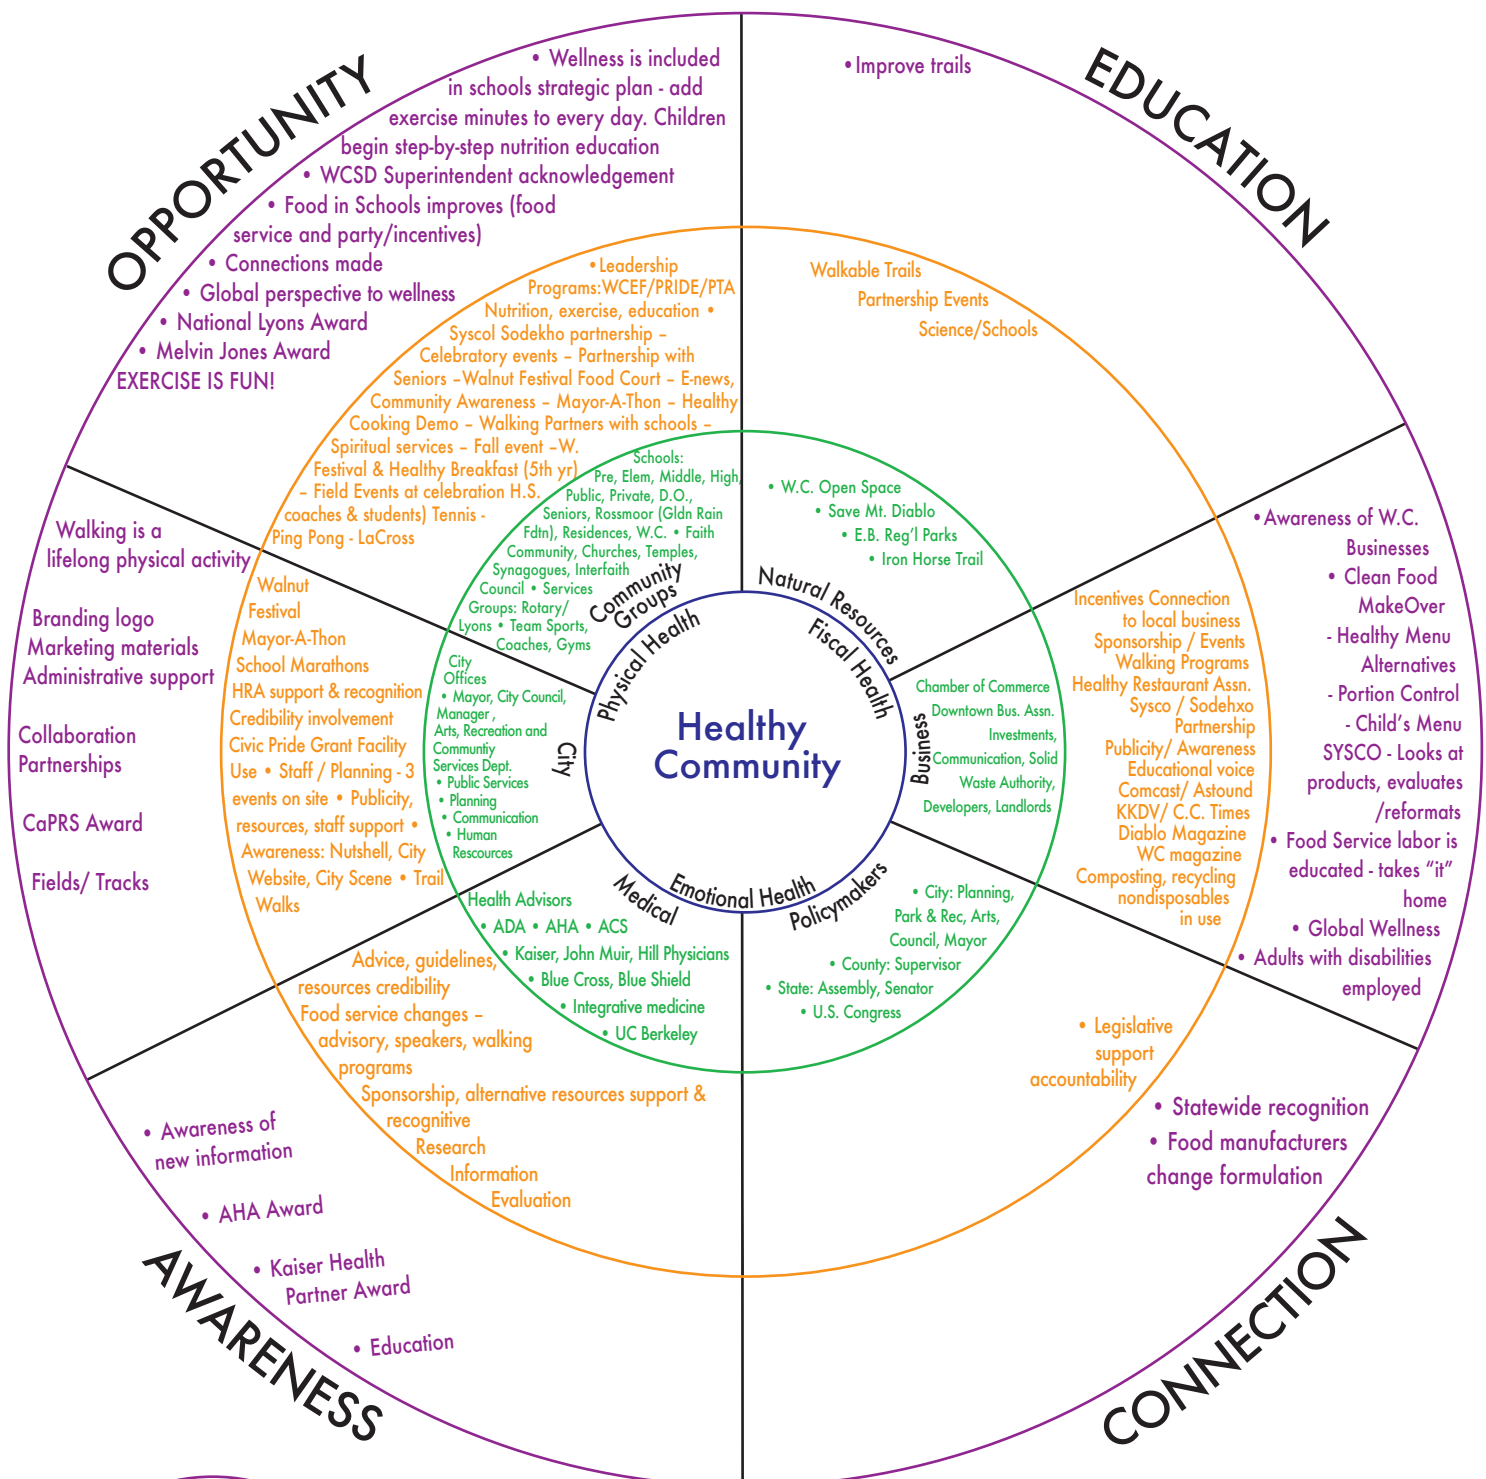 OPPORTUNITY
• Wellness is included
in schools strategic plan - add
exercise minutes to every day. Children
begin step-by-step nutrition education
• WCSD Superintendent acknowledgement
• Food in Schools improves (food
service and party/incentives)
• Connections made
• Global perspective to wellness
• National Lyons Award
• Melvin Jones Award
EXERCISE IS FUN!
•Leadership
Programs:WCEF/PRIDE/PTA
Nutrition, exercise, education •
Syscol Sodekho partnership –
Celebratory events – Partnership with
Seniors –Walnut Festival Food Court – E-news,
Community Awareness – Mayor-A-Thon – Healthy
Cooking Demo – Walking Partners with schools –
Spiritual services – Fall event –W.
Festival & Healthy Breakfast (5th yr)
– Field Events at celebration H.S.
coaches & students) Tennis -
Ping Pong - LaCross
Schools:
Pre, Elem, Middle, High,
Public, Private, D.O.,
Seniors, Rossmoor (Gldn Rain
Fdtn), Residences, W.C. • Faith
Community, Churches, Temples,
Synagogues, Interfaith
Council • Services
Groups: Rotary/
Lyons • Team Sports,
Coaches, Gyms
Community
Groups
Physical Health
EDUCATION
•Improve trails
Walkable Trails
Partnership Events
Science/Schools
• W.C. Open Space
• Save Mt. Diablo
• E.B. Reg’l Parks
• Iron Horse Trail
Natural Resources
Fiscal Health
Walking is a
lifelong physical activity
Branding logo
Marketing materials
Administrative support
Collaboration
Partnerships
CaPRS Award
Fields/ Tracks
Walnut
Festival
Mayor-A-Thon
School Marathons
HRA support & recognition
Credibility involvement
Civic Pride Grant Facility
Use • Staff / Planning - 3
events on site • Publicity,
resources, staff support •
Awareness: Nutshell, City
Website, City Scene • Trail
Walks
City
Offices
• Mayor, City Council,
Manager ,
Arts, Recreation and
Communtiy
Services Dept.
• Public Services
• Planning
• Communication
• Human
Rescources
City
Healthy
Community
Business
Chamber of Commerce
Downtown Bus. Assn.
Investments,
Communication, Solid
Waste Authority,
Developers, Landlords
Incentives Connection
to local business
Sponsorship / Events
Walking Programs
Healthy Restaurant Assn.
Sysco / Sodehxo
Partnership
Publicity/ Awareness
Educational voice
Comcast/ Astound
KKDV/ C.C. Times
Diablo Magazine
WC magazine
Composting, recycling
nondisposables
in use
•Awareness of W.C.
Businesses
• Clean Food
MakeOver
- Healthy Menu
Alternatives
- Portion Control
- Child’s Menu
SYSCO - Looks at
products, evaluates
/reformats
• Food Service labor is
educated - takes “it”
home
• Global Wellness
• Adults with disabilities
employed
Medical
Emotional Health
Policymakers
Health Advisors
• ADA • AHA • ACS
• Kaiser, John Muir, Hill Physicians
• Blue Cross, Blue Shield
• Integrative medicine
• UC Berkeley
Advice, guidelines,
resources credibility
Food service changes –
advisory, speakers, walking
programs
Sponsorship, alternative resources support &
recognitive
Research
Information
Evaluation
• Awareness of
new information
• AHA Award
• Kaiser Health
Partner Award
• Education
AWARENESS
• City: Planning,
Park & Rec, Arts,
Council, Mayor
• County: Supervisor
• State: Assembly, Senator
• U.S. Congress
• Legislative
support
accountability
• Statewide recognition
• Food manufacturers
change formulation
CONNECTION